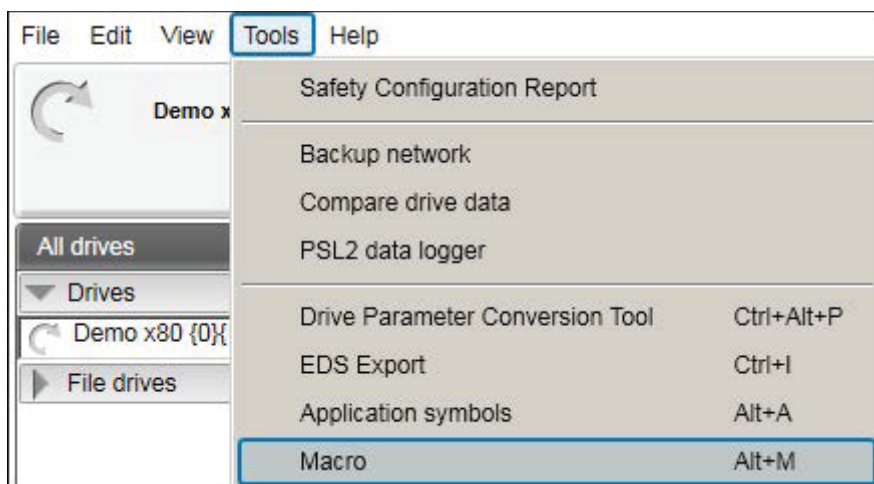 File Edit View Tools Help
Safety Configuration Report
Demo x
Backup network
Compare drive data
PSL2 data logger
All drives
Drives
Demo x80 {0}{
File drives
Drive Parameter Conversion Tool Ctrl+Alt+P
EDS Export Ctrl+I
Application symbols Alt+A
Macro Alt+M